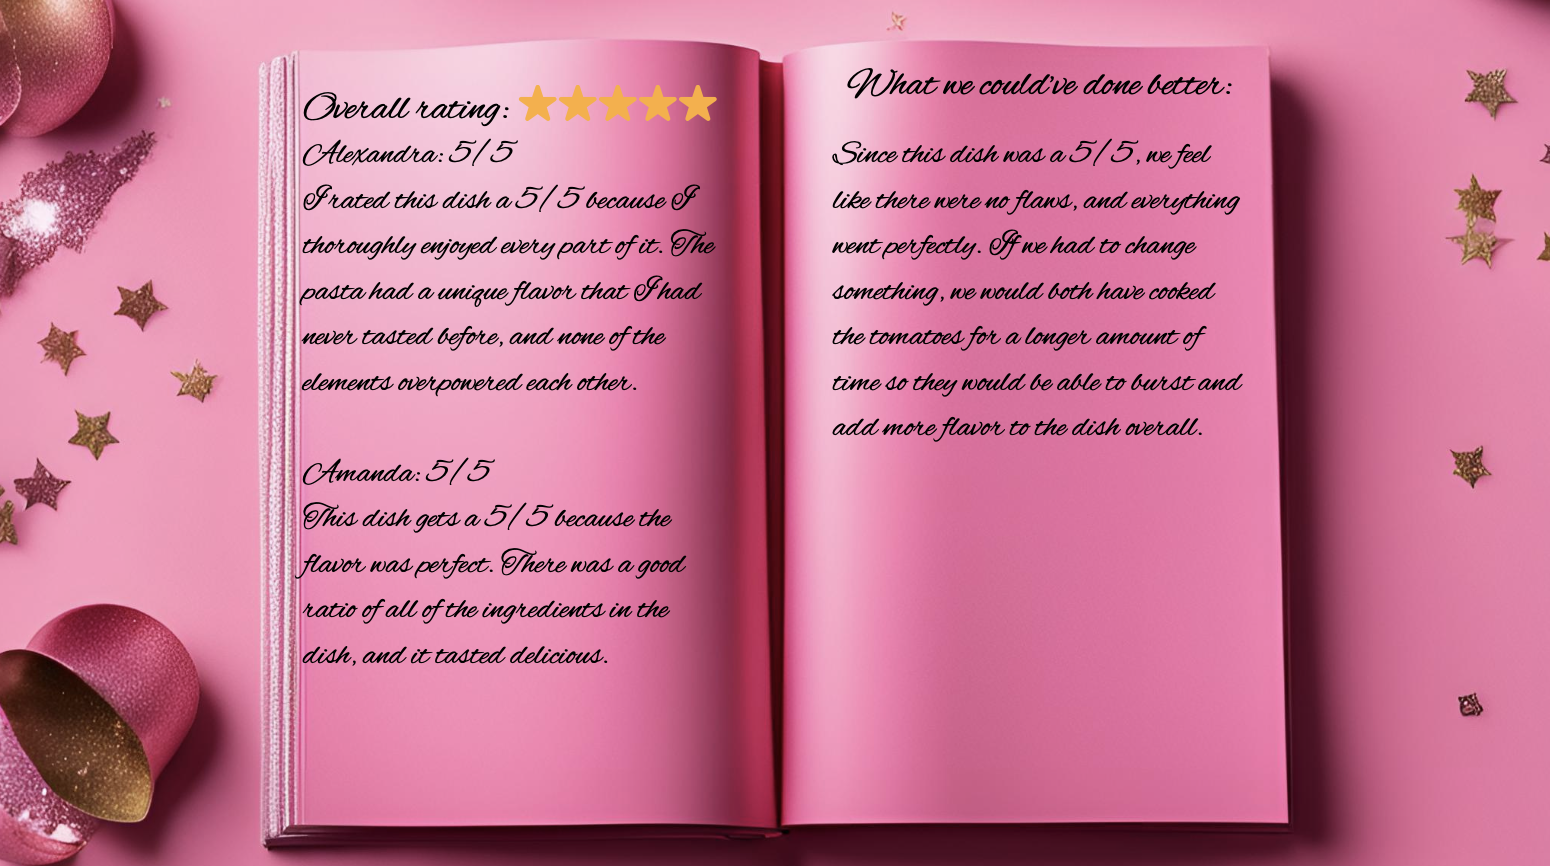 Overall rating:
Alexandra: 5/5
I rated this dish a 5/5 because I
thoroughly enjoyed every part of it. The
pasta had a unique flavor that I had
never tasted before, and none of the
elements overpowered each other.
Amanda: 5/5
This dish gets a 5/5 because the
flavor was perfect. There was a good
ratio of all of the ingredients in the
dish, and it tasted delicious.
What we could've done better:
Since this dish was a 5/5, we feel
like there were no flaws, and everything
went perfectly. If we had to change
something, we would both have cooked
the tomatoes for a longer amount of
time so they would be able to burst and
add more flavor to the dish overall.